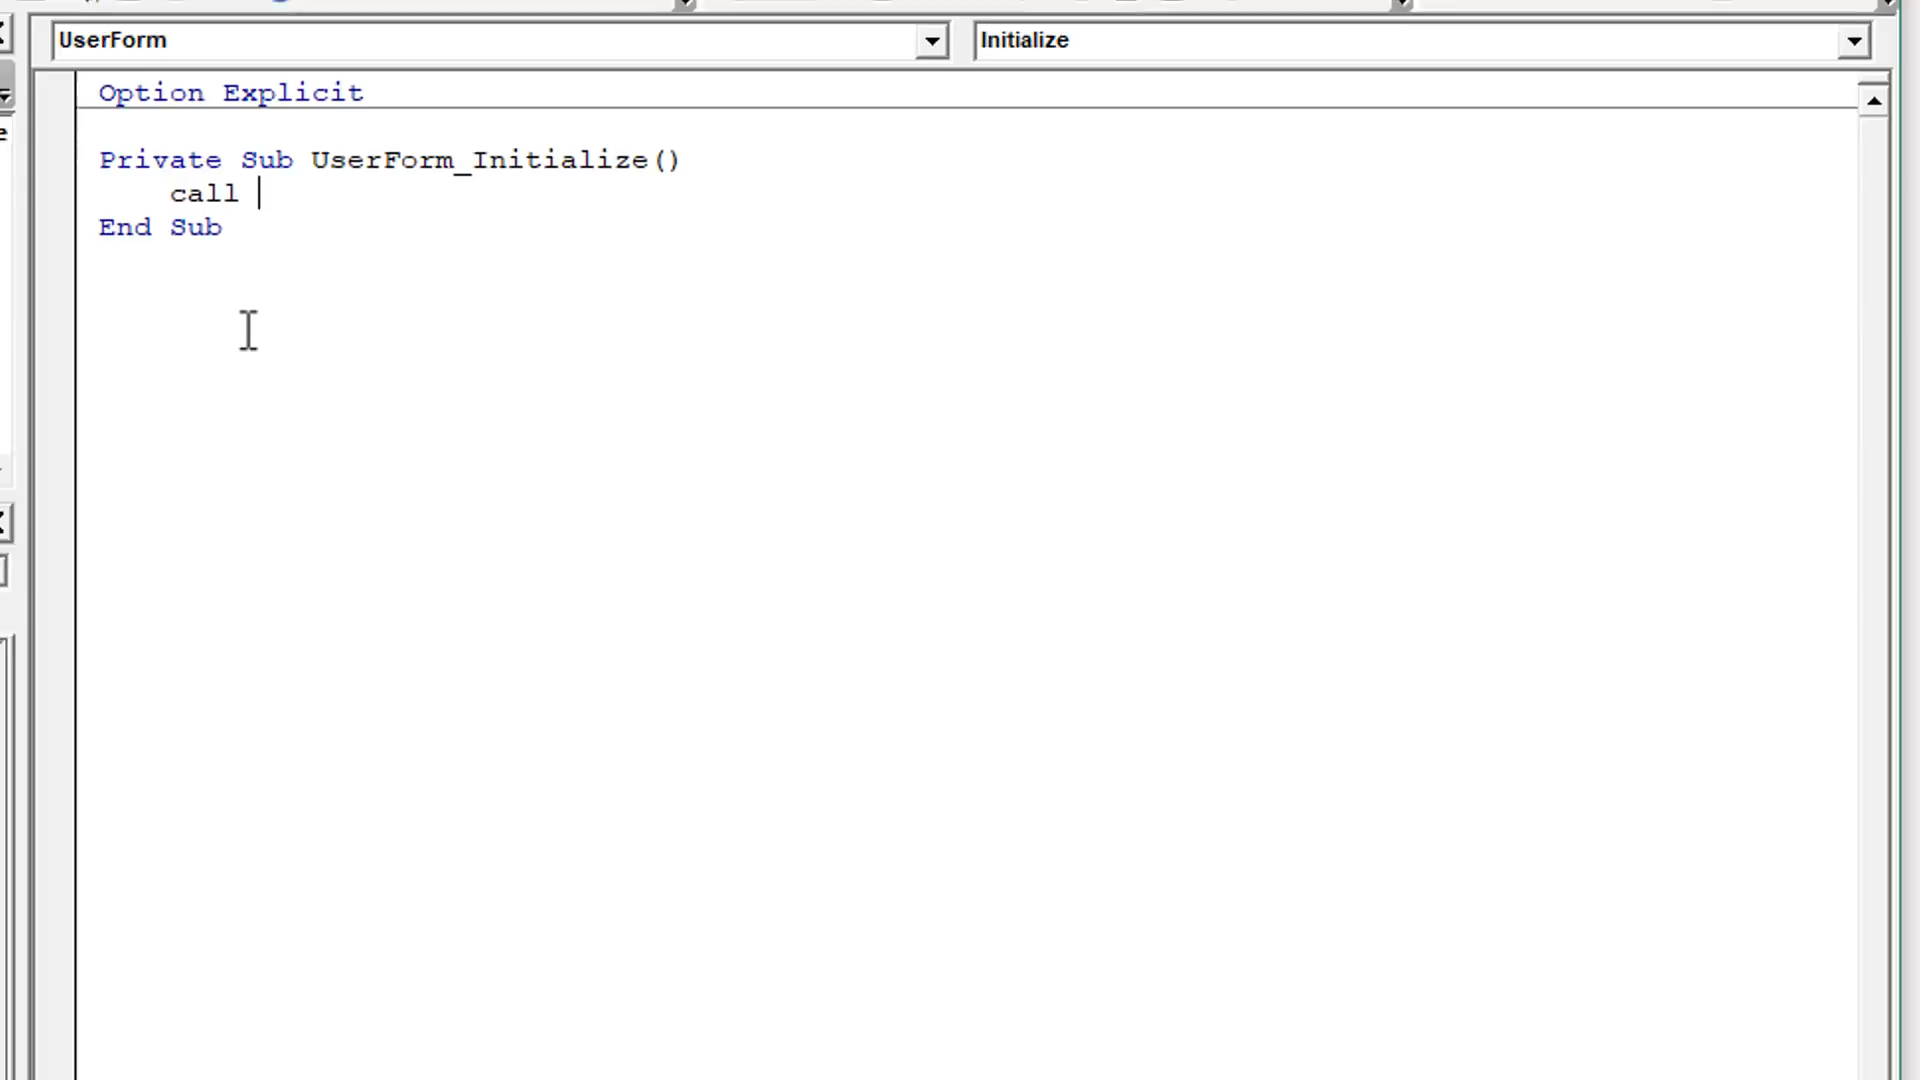 UserForm
Initialize
Option Explicit
Private Sub UserForm_Initialize()
call
End Sub